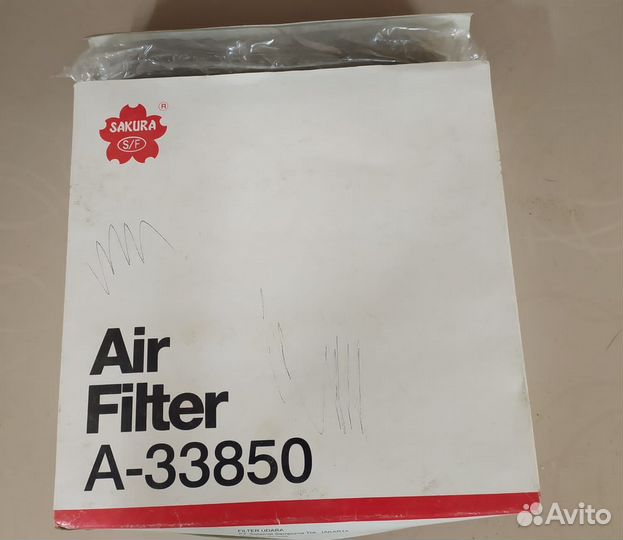 SAKURA ®
S/F
Air
Filter
A-33850
FILTER UDARA
JAKARTA
Avito